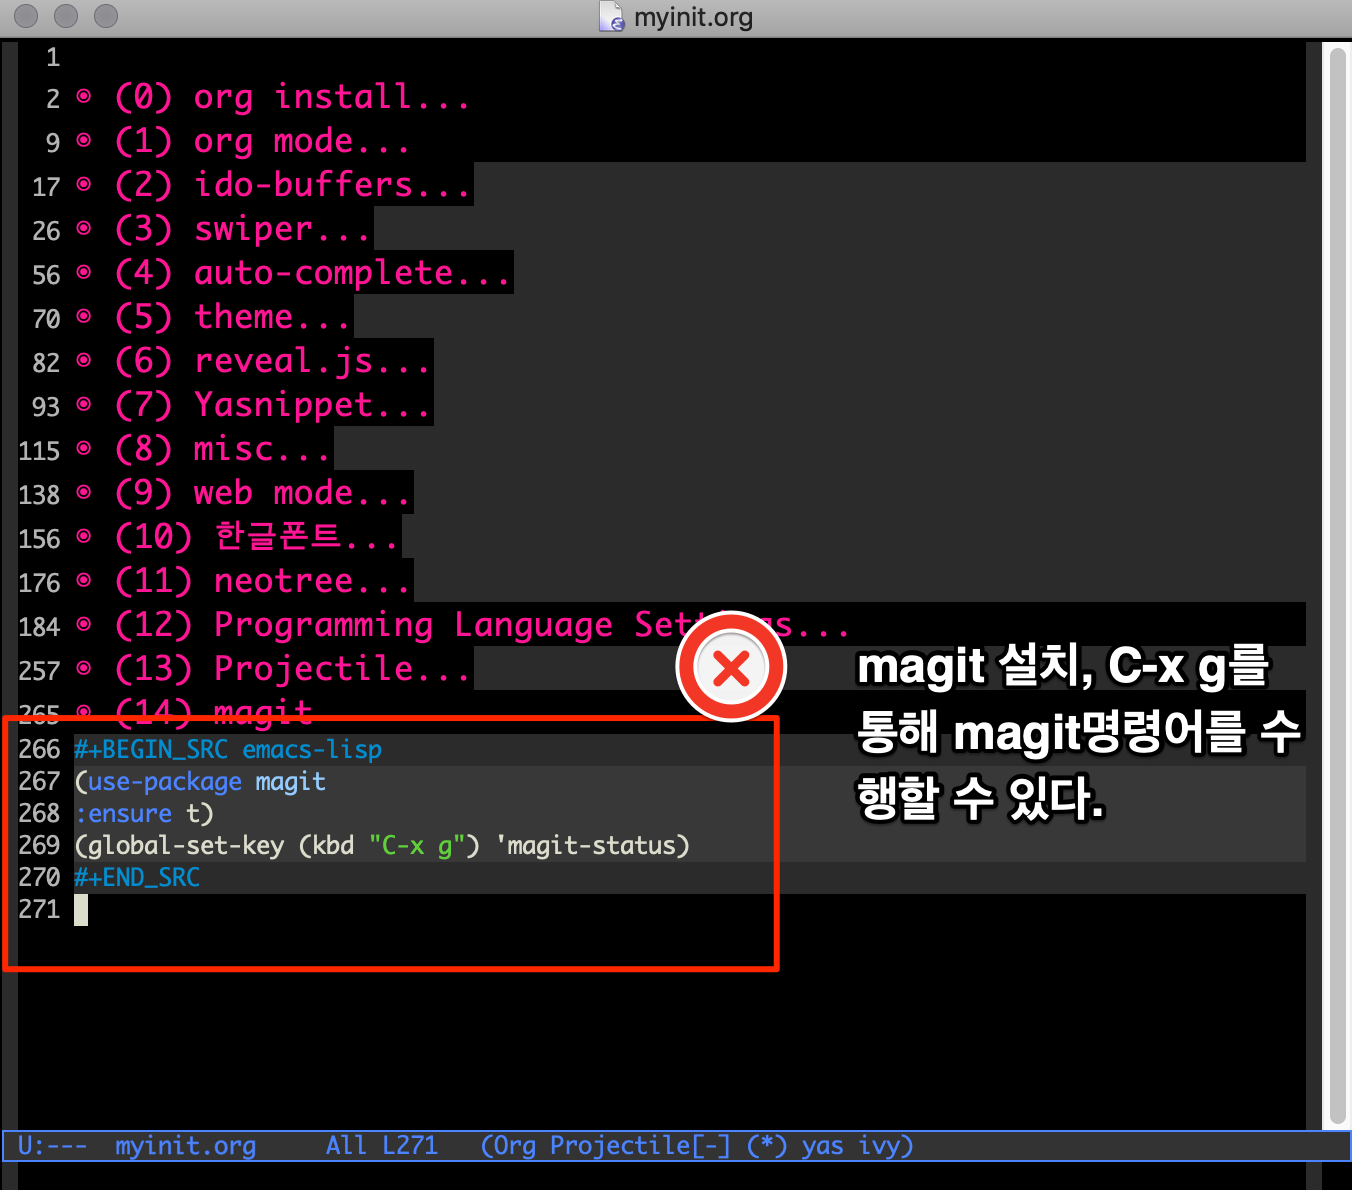 myinit.org
1
2 (0) org install...
9 (1) org mode...
17 (2) ido-buffers...
26 (3) swiper...
56 (4) auto-complete...
70 (5) theme...
82 (6) reveal.js...
93 (7) Yasnippet...
115 (8) misc...
138 (9) web mode...
156 (10) 한글폰트...
176 (11) neotree...
184 (12) Programming Language Settings...
257 (13) Projectile...
265 (14) magit
266 #+BEGIN_SRC emacs-lisp
267 (use-package magit
268 :ensure t)
269 (global-set-key (kbd "C-x g") 'magit-status)
270 #+END_SRC
271
magit 설치, C-x g를
통해 magit명령어를 수
행할 수 있다.
U:--- myinit.org All L271 (Org Projectile[-] (*) yas ivy)